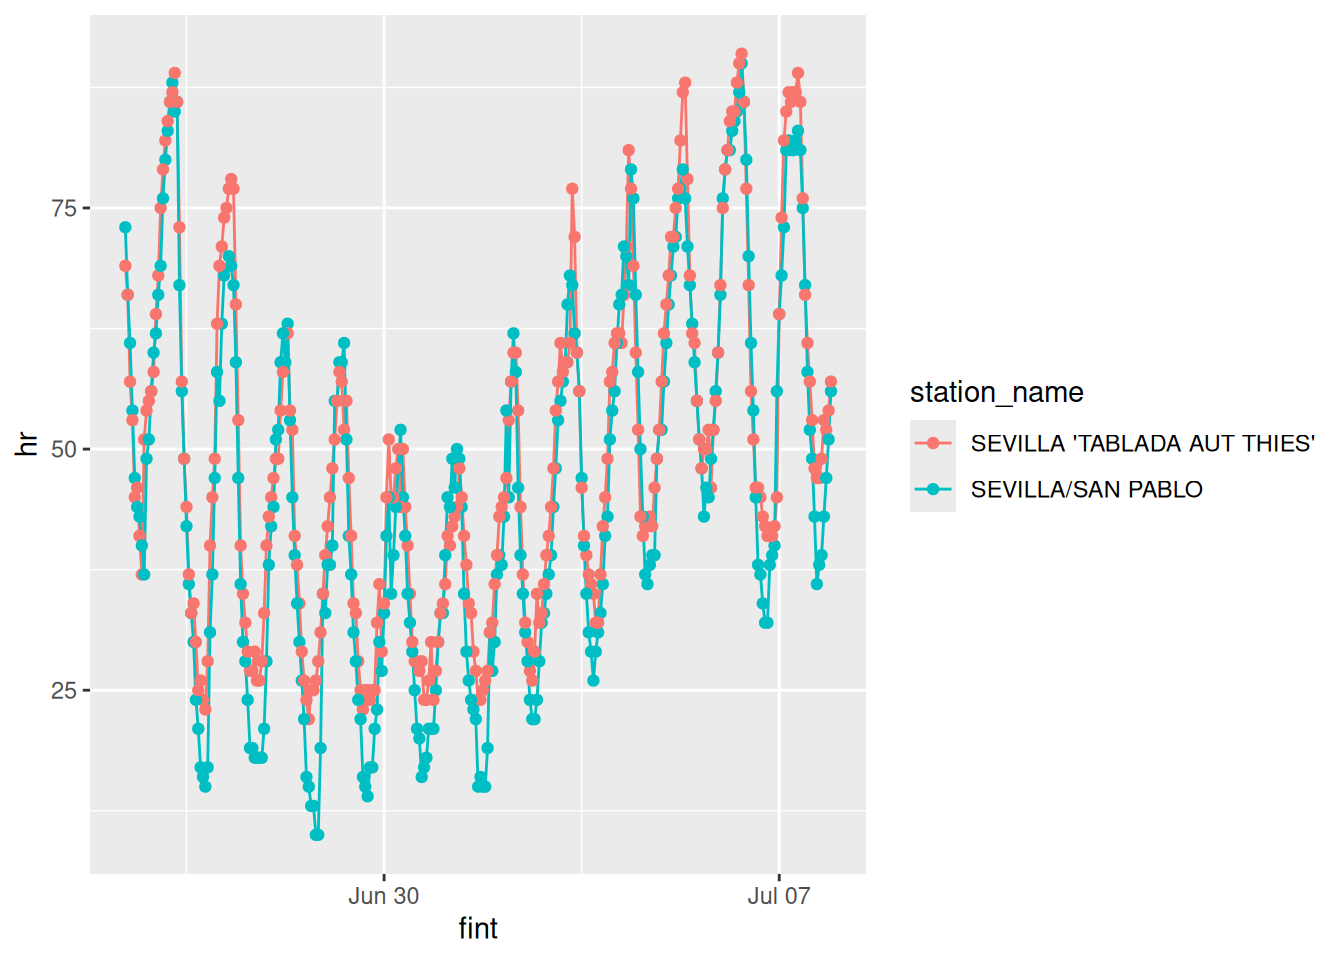 75
50
25
hr
Jun 30
Jul 07
fint
station_name
SEVILLA 'TABLADA AUT THIES'
SEVILLA/SAN PABLO